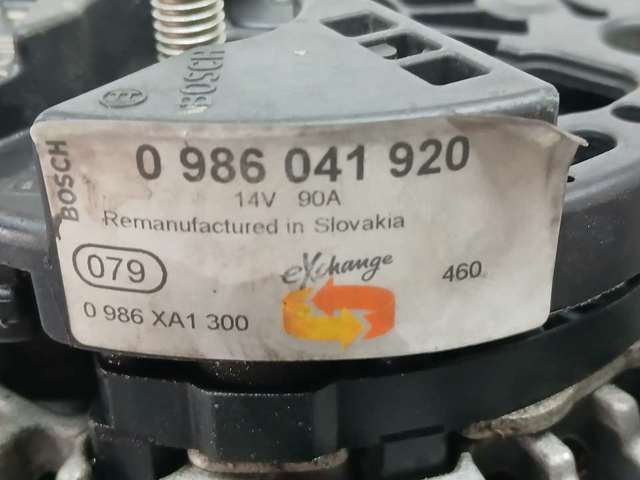 BOSCH
BOSCH
0 986 041 920
14V 90A
Remanufactured in Slovakia
079
eXchange
460
0 986 XA1 300